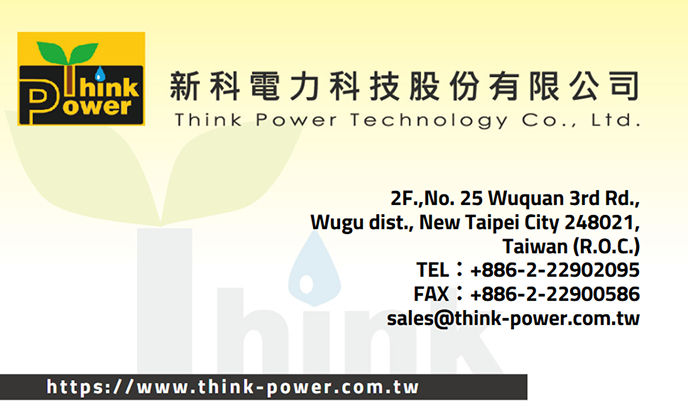 Think
Power
新科電力科技股份有限公司
Think Power Technology Co., Ltd.
2F.,No. 25 Wuquan 3rd Rd.,
Wugu dist., New Taipei City 248021,
Taiwan (R.O.C.)
TEL：+886-2-22902095
FAX：+886-2-22900586
sales@think-power.com.tw
Think
https://www.think-power.com.tw